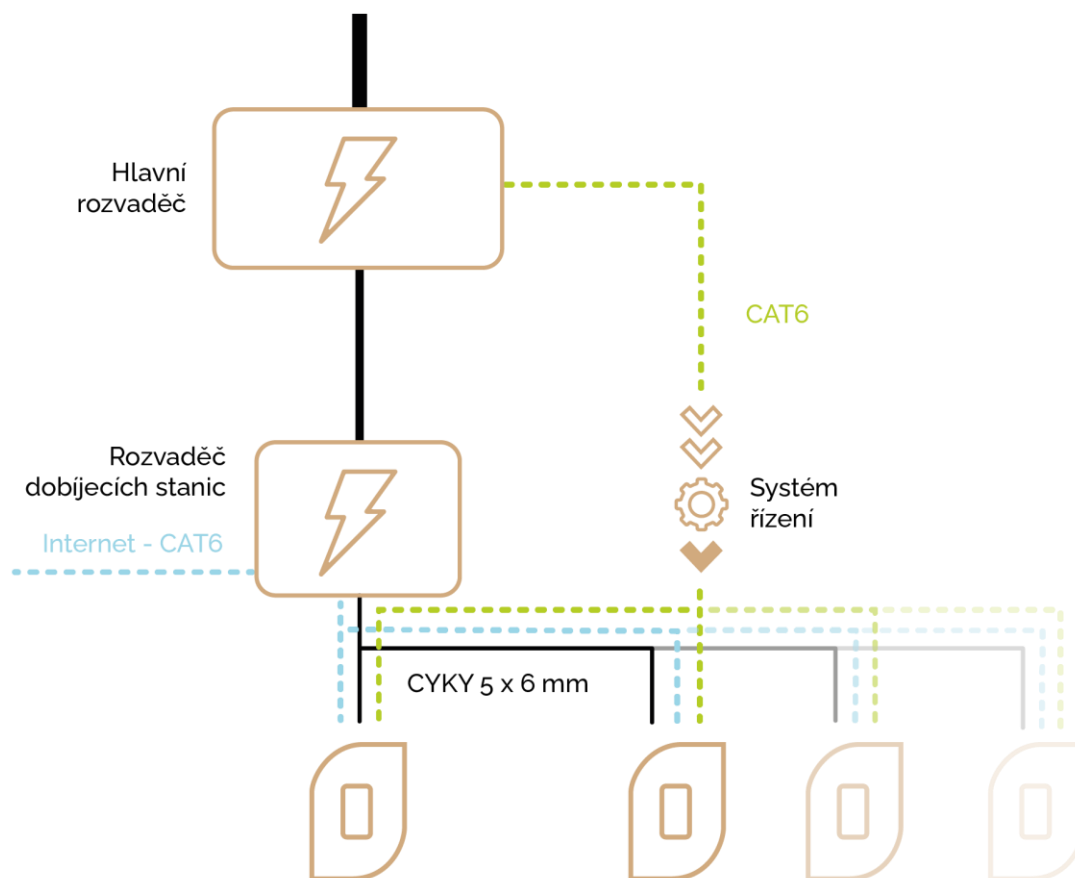 Hlavní
rozvaděč
CAT6
Rozvaděč
dobíjecích stanic
Systém
řízení
Internet - CAT6
CYKY 5 x 6 mm